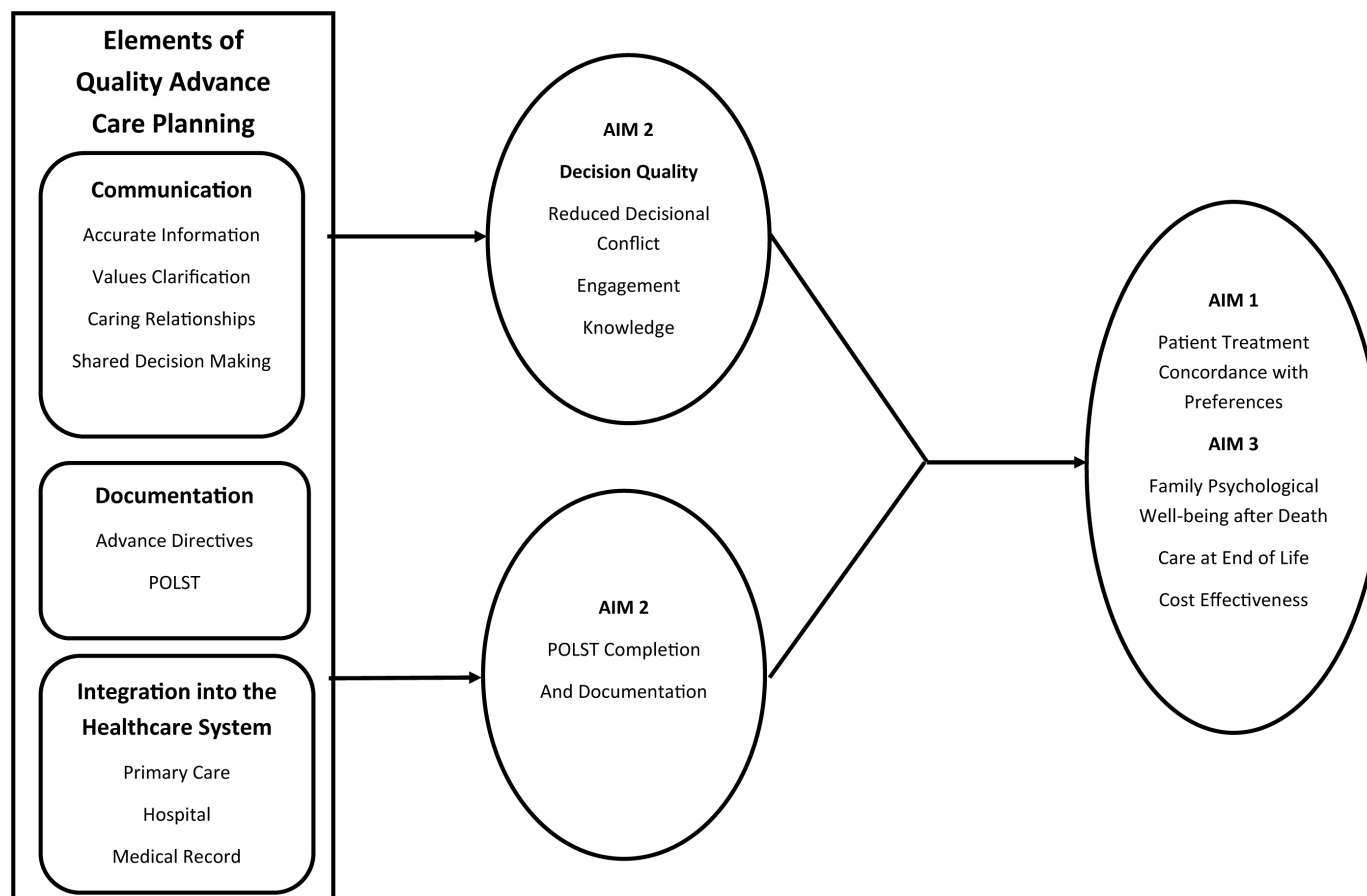 Elements of
Quality Advance
Care Planning
Communication
Accurate Information
Values Clarification
Caring Relationships
Shared Decision Making
Documentation
Advance Directives
POLST
Integration into the
Healthcare System
Primary Care
Hospital
Medical Record
AIM 2
Decision Quality
Reduced Decisional
Conflict
Engagement
Knowledge
AIM 2
POLST Completion
And Documentation
AIM 1
Patient Treatment
Concordance with
Preferences
AIM 3
Family Psychological
Well-being after Death
Care at End of Life
Cost Effectiveness